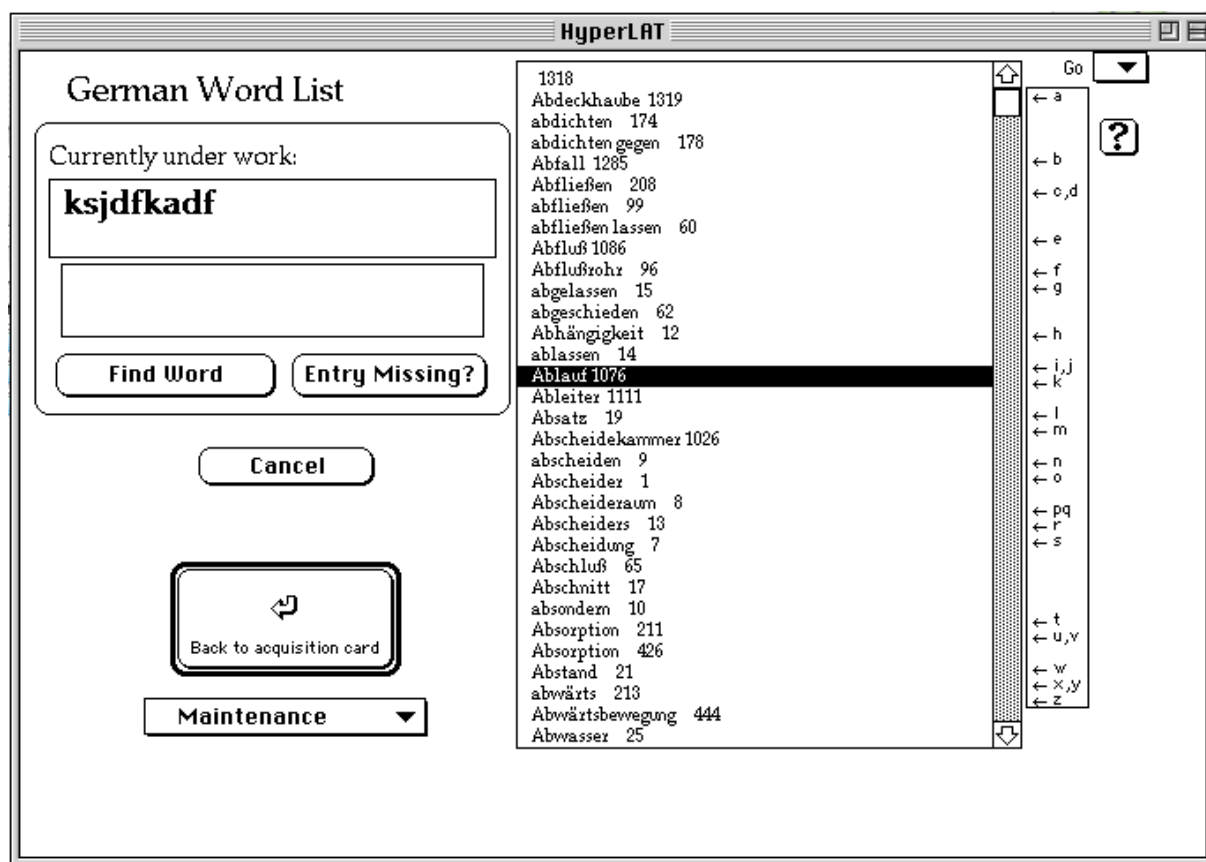 HyperLAT
German Word List
Currently under work:
ksjdfkadf
Find Word
Entry Missing?
Cancel
Back to acquisition card
Maintenance
1318
Abdeckhaube 1319
abdichten 174
abdichten gegen 178
Abfall 1285
Abfließen 208
abfließen 99
abfließen lassen 60
Abfluß 1086
Abflußrohr 96
abgelassen 15
abgeschieden 62
Abhängigkeit 12
ablassen 14
Ablauf 1076
Ableiter 1111
Absatz 19
Abscheidekammer 1026
abscheiden 9
Abscheider 1
Abscheideraum 8
Abscheiders 13
Abscheidung 7
Abschluß 65
Abschnitt 17
absondern 10
Absorption 211
Absorption 426
Abstand 21
abwärts 213
Abwärtsbewegung 444
Abwasser 25
Go
?
← a
← b
← c,d
← e
← f
← g
← h
← i,j
← k
← l
← m
← n
← o
← pq
← r
← s
← t
← u,v
← w
← x,y
← z